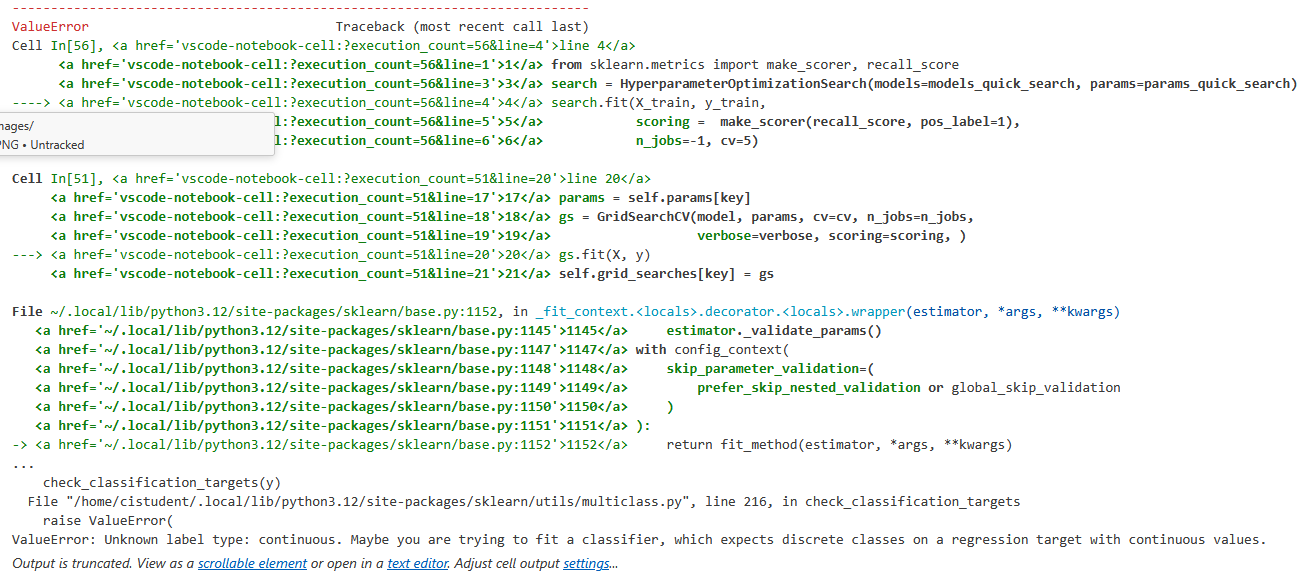 ---------------------------------------------------------------------------
ValueError                                Traceback (most recent call last)
Cell In[56], <a href='vscode-notebook-cell:?execution_count=56&line=4'>line 4</a>
      <a href='vscode-notebook-cell:?execution_count=56&line=1'>1</a> from sklearn.metrics import make_scorer, recall_score
      <a href='vscode-notebook-cell:?execution_count=56&line=3'>3</a> search = HyperparameterOptimizationSearch(models=models_quick_search, params=params_quick_search)
----> <a href='vscode-notebook-cell:?execution_count=56&line=4'>4</a> search.fit(X_train, y_train,
mages/
l:?execution_count=56&line=5'>5</a>            scoring =  make_scorer(recall_score, pos_label=1),
PNG • Untracked
l:?execution_count=56&line=6'>6</a>            n_jobs=-1, cv=5)
Cell In[51], <a href='vscode-notebook-cell:?execution_count=51&line=20'>line 20</a>
     <a href='vscode-notebook-cell:?execution_count=51&line=17'>17</a> params = self.params[key]
     <a href='vscode-notebook-cell:?execution_count=51&line=18'>18</a> gs = GridSearchCV(model, params, cv=cv, n_jobs=n_jobs,
     <a href='vscode-notebook-cell:?execution_count=51&line=19'>19</a>                   verbose=verbose, scoring=scoring, )
---> <a href='vscode-notebook-cell:?execution_count=51&line=20'>20</a> gs.fit(X, y)
     <a href='vscode-notebook-cell:?execution_count=51&line=21'>21</a> self.grid_searches[key] = gs
File ~/.local/lib/python3.12/site-packages/sklearn/base.py:1152, in _fit_context.<locals>.decorator.<locals>.wrapper(estimator, *args, **kwargs)
   <a href='~/.local/lib/python3.12/site-packages/sklearn/base.py:1145'>1145</a>     estimator._validate_params()
   <a href='~/.local/lib/python3.12/site-packages/sklearn/base.py:1147'>1147</a> with config_context(
   <a href='~/.local/lib/python3.12/site-packages/sklearn/base.py:1148'>1148</a>     skip_parameter_validation=(
   <a href='~/.local/lib/python3.12/site-packages/sklearn/base.py:1149'>1149</a>         prefer_skip_nested_validation or global_skip_validation
   <a href='~/.local/lib/python3.12/site-packages/sklearn/base.py:1150'>1150</a>     )
   <a href='~/.local/lib/python3.12/site-packages/sklearn/base.py:1151'>1151</a> ):
-> <a href='~/.local/lib/python3.12/site-packages/sklearn/base.py:1152'>1152</a>     return fit_method(estimator, *args, **kwargs)
...
    check_classification_targets(y)
  File "/home/cistudent/.local/lib/python3.12/site-packages/sklearn/utils/multiclass.py", line 216, in check_classification_targets
    raise ValueError(
ValueError: Unknown label type: continuous. Maybe you are trying to fit a classifier, which expects discrete classes on a regression target with continuous values.
Output is truncated. View as a scrollable element or open in a text editor. Adjust cell output settings...